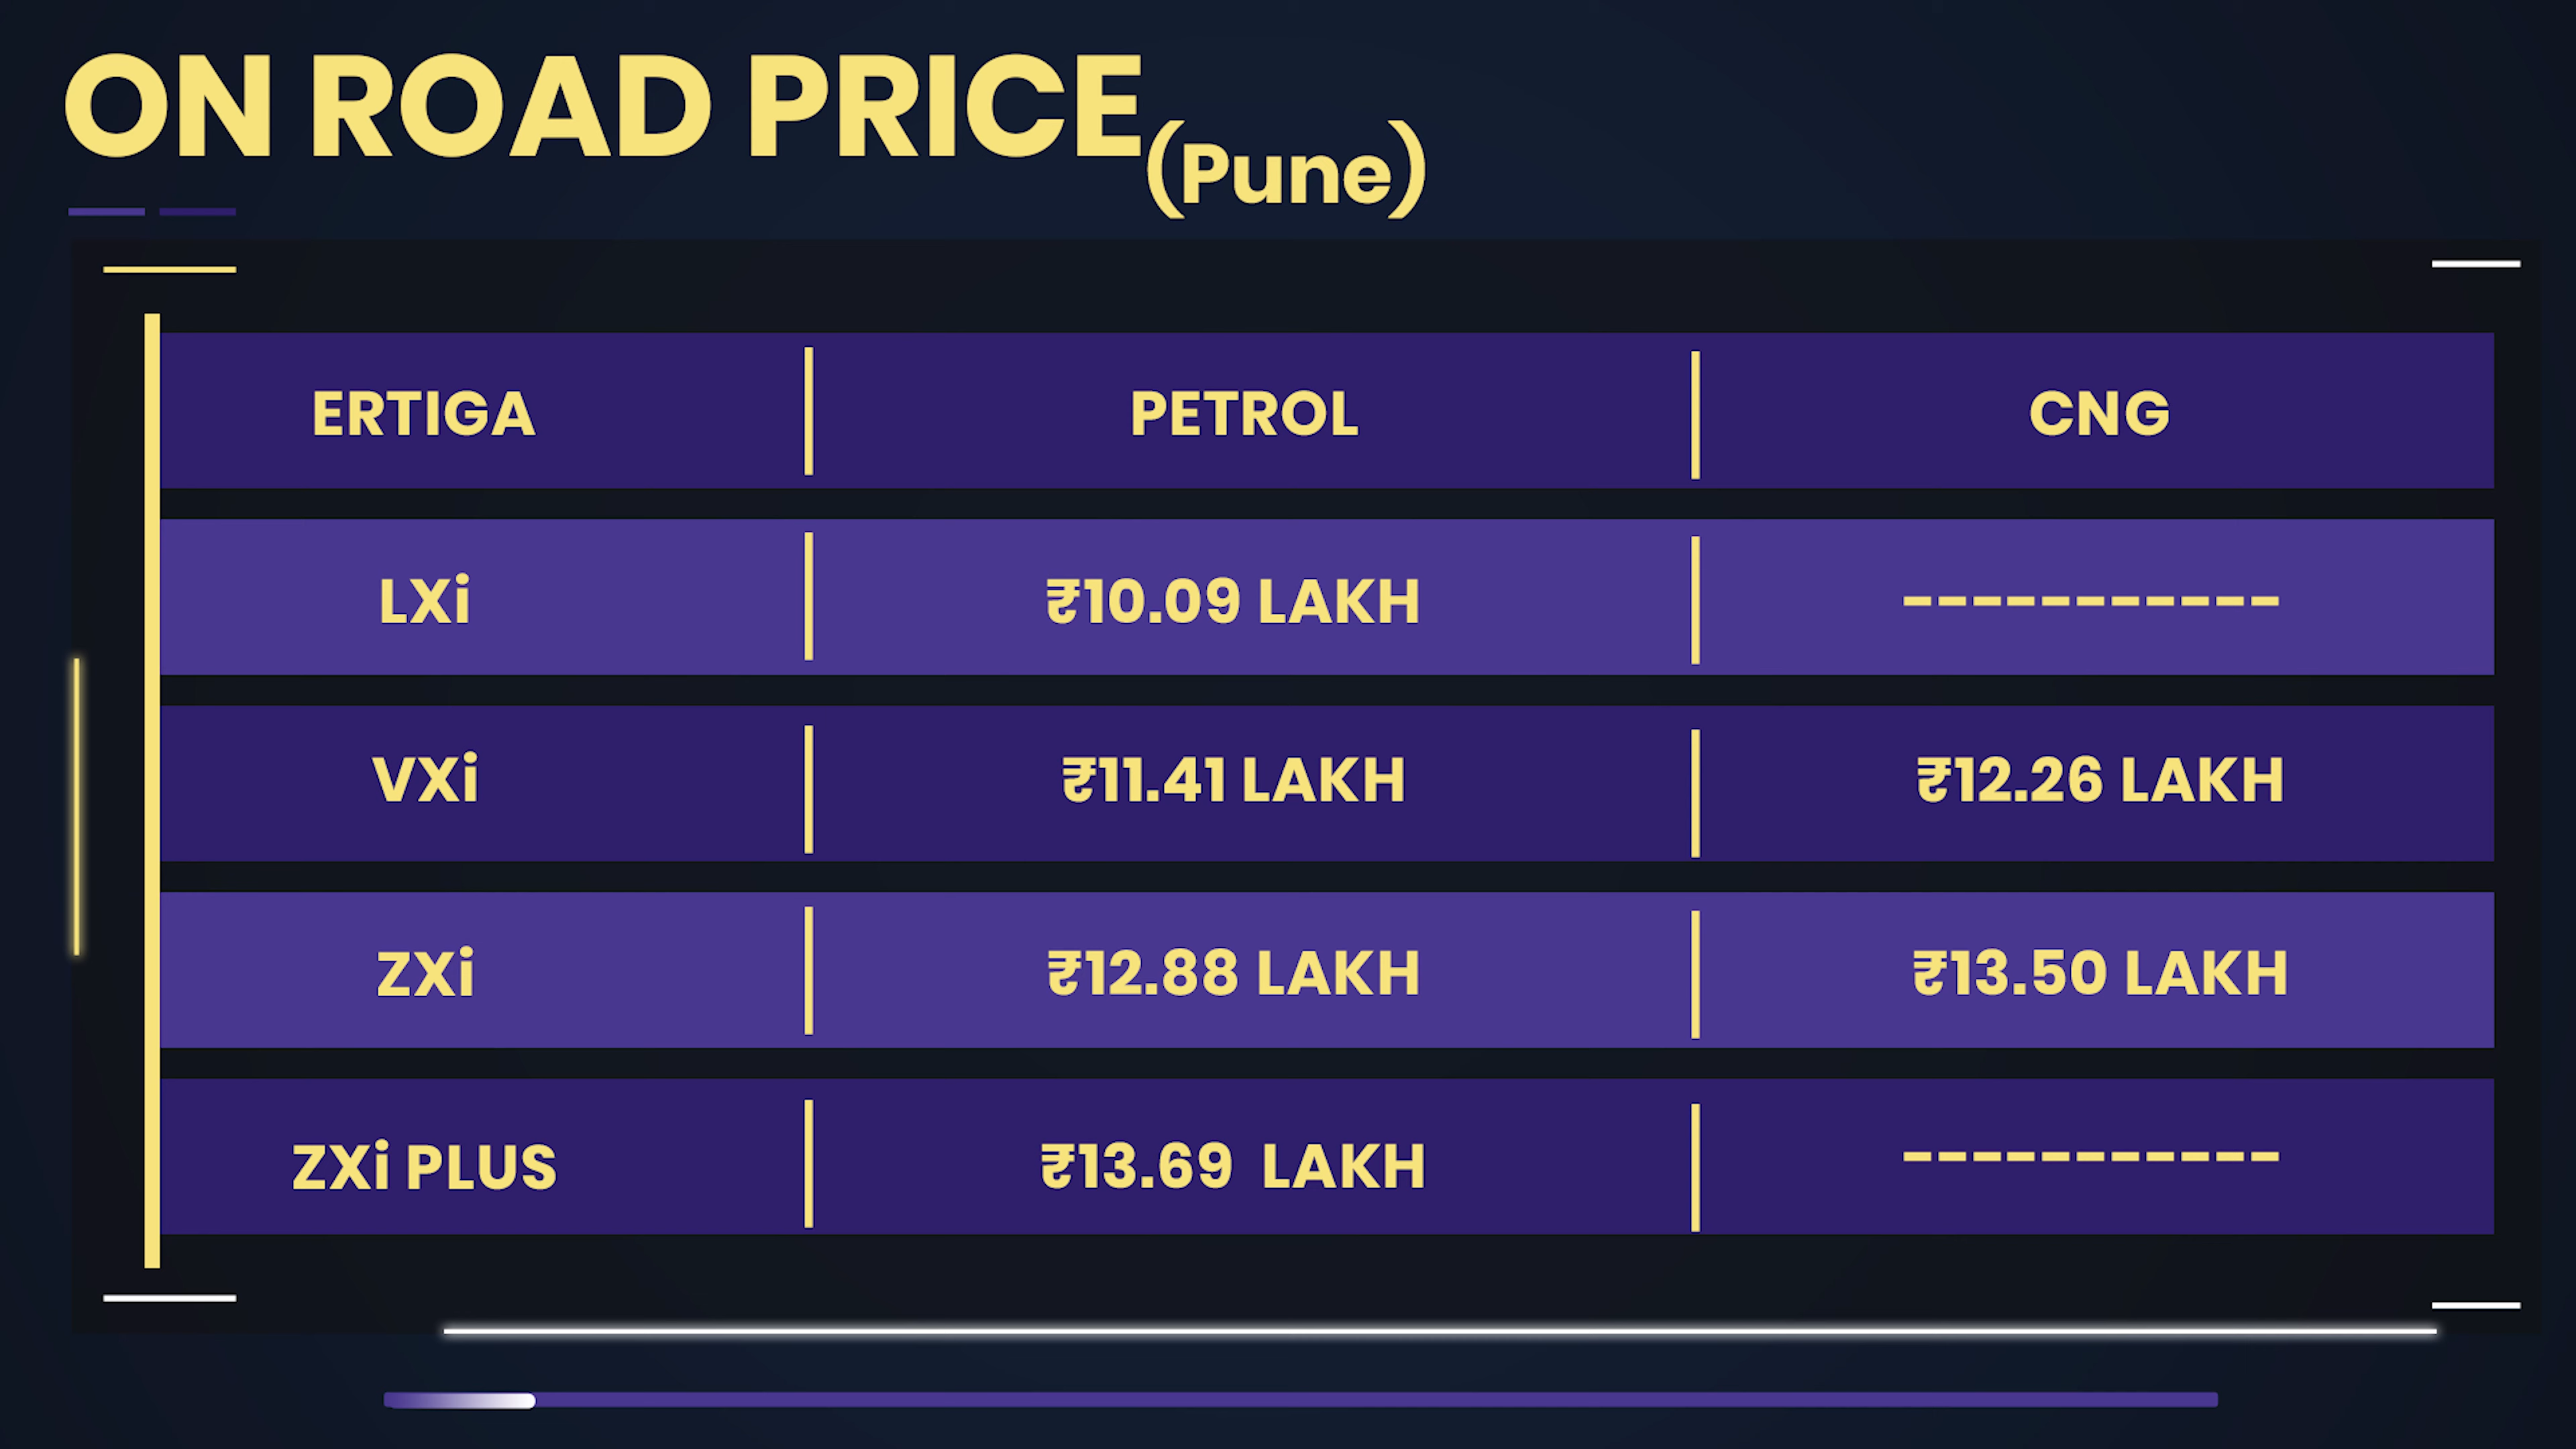 ON ROAD PRICE (Pune)
ERTIGA PETROL CNG
LXi ₹10.09 LAKH -----------
VXi ₹11.41 LAKH ₹12.26 LAKH
ZXi ₹12.88 LAKH ₹13.50 LAKH
ZXi PLUS ₹13.69 LAKH -----------